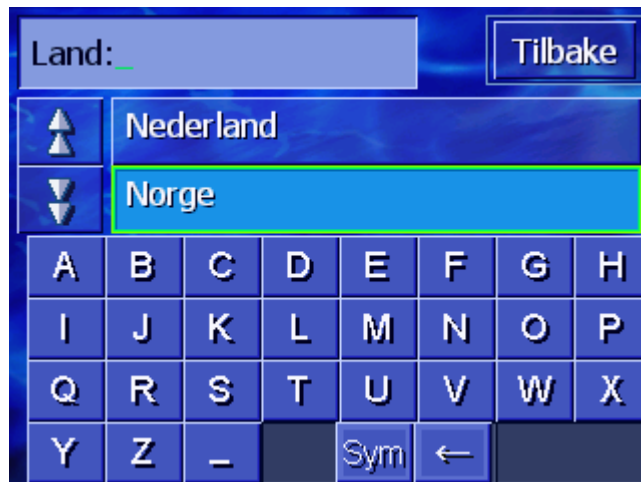 Land:_ Tilbake
Nederland
Norge
A B C D E F G H
I J K L M N O P
Q R S T U V W X
Y Z _ Sym ←